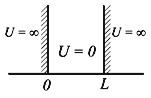 U = ∞ U = 0 U = ∞
0 L